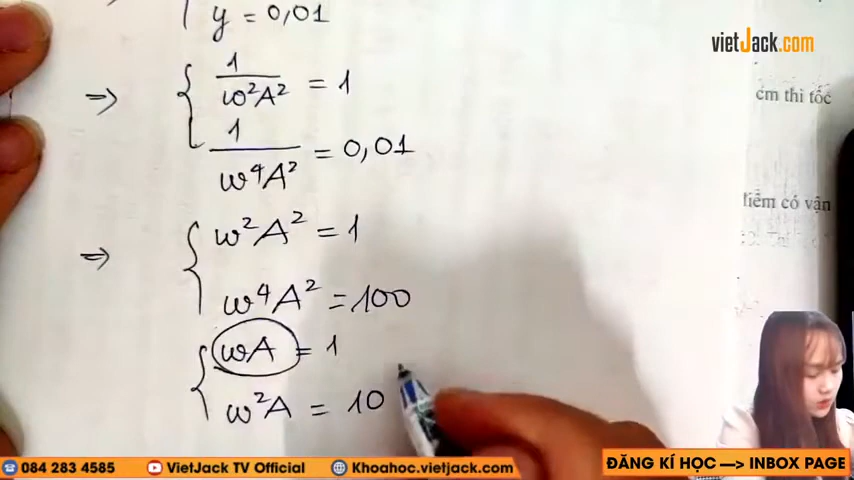 y = 0,01
vietJack.com
1/(ω²A²) = 1
cm thì tốc
1/(ω⁴A²) = 0,01
điểm có vận
⇒ { ω²A² = 1
ω⁴A² = 100
{ ωA = 1
ω²A = 10
084 283 4585 VietJack TV Official Khoahoc.vietjack.com
ĐĂNG KÍ HỌC —> INBOX PAGE